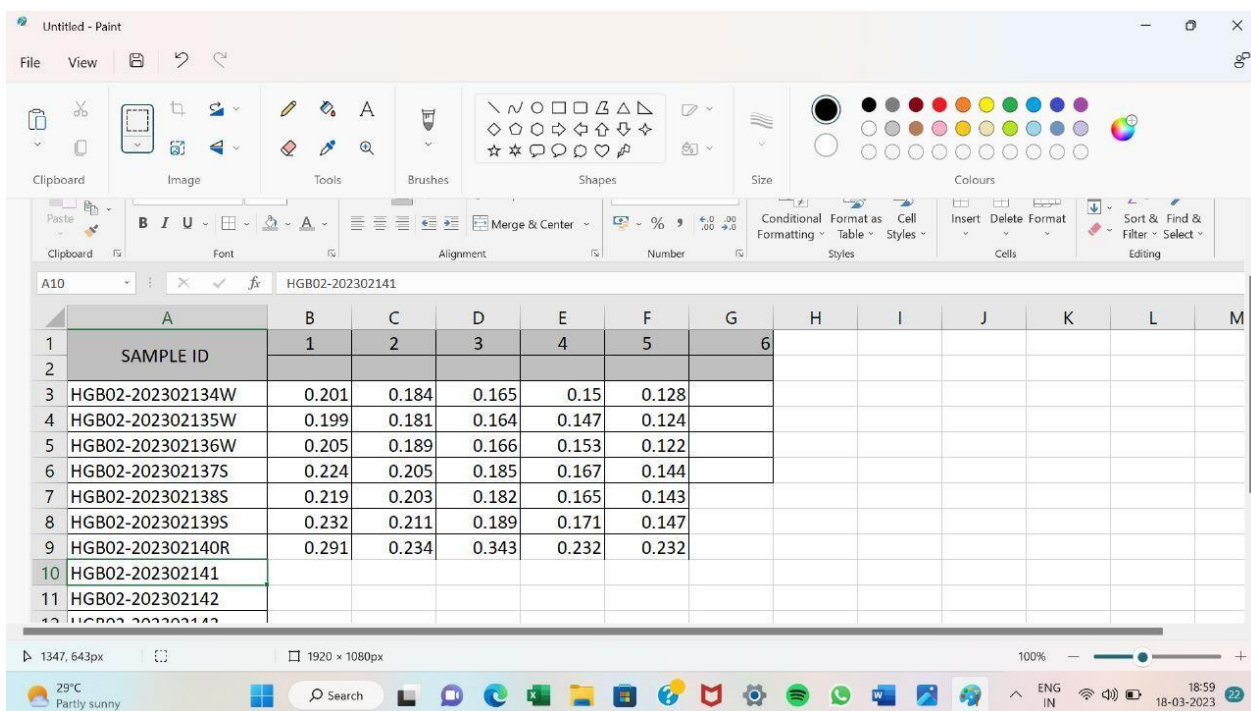 Untitled - Paint
File View
Clipboard Image Tools Brushes Shapes Size Colours
Paste B I U A Merge & Center % Conditional Format as Cell Insert Delete Format Sort & Find &
Formatting Table Styles Filter Select
Clipboard Font Alignment Number Styles Cells Editing
A10 fx HGB02-202302141
A B C D E F G H I J K L M
1 SAMPLE ID 1 2 3 4 5 6
2
3 HGB02-202302134W 0.201 0.184 0.165 0.15 0.128
4 HGB02-202302135W 0.199 0.181 0.164 0.147 0.124
5 HGB02-202302136W 0.205 0.189 0.166 0.153 0.122
6 HGB02-202302137S 0.224 0.205 0.185 0.167 0.144
7 HGB02-202302138S 0.219 0.203 0.182 0.165 0.143
8 HGB02-202302139S 0.232 0.211 0.189 0.171 0.147
9 HGB02-202302140R 0.291 0.234 0.343 0.232 0.232
10 HGB02-202302141
11 HGB02-202302142
1347, 643px 1920 × 1080px 100%
29°C ENG 18:59
Partly sunny Search IN 18-03-2023 22